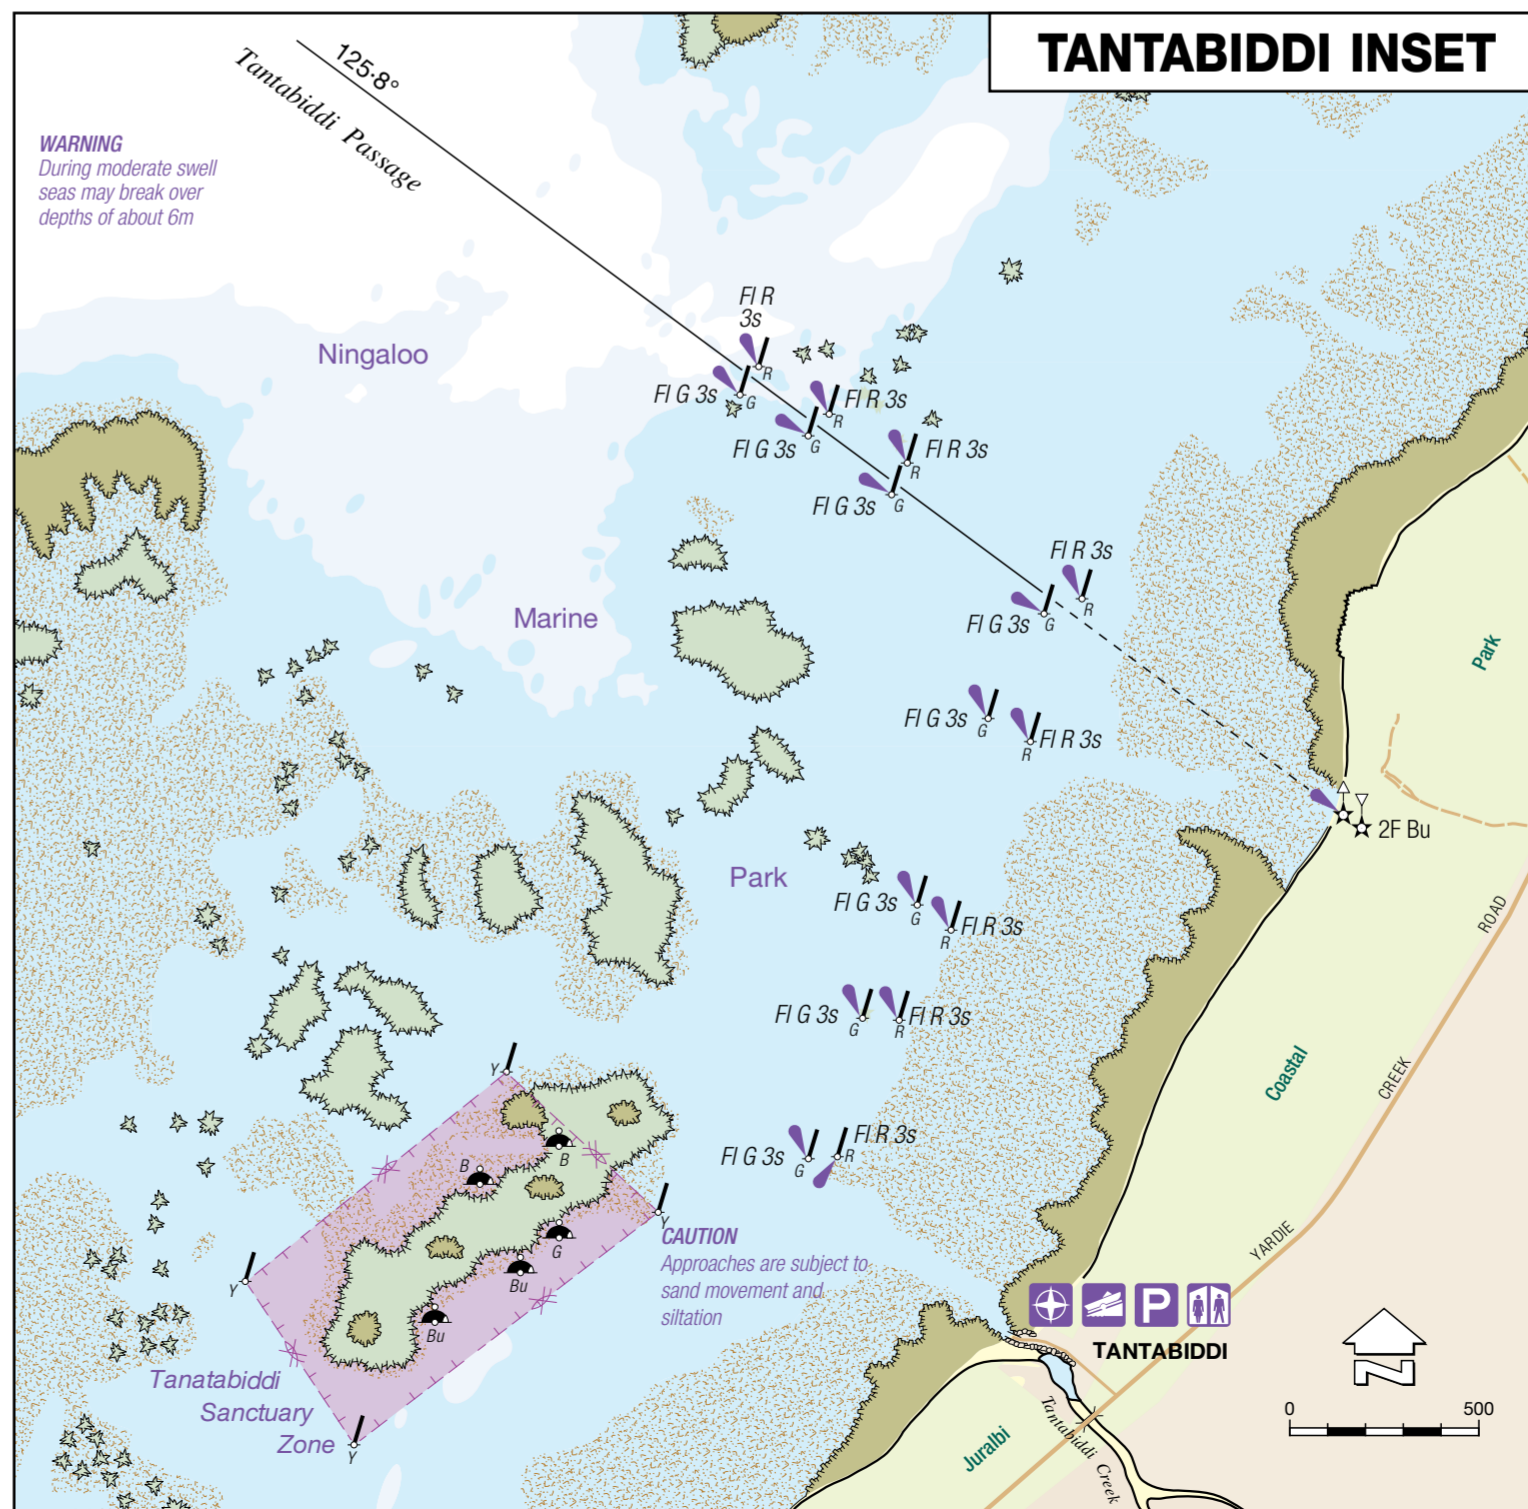 TANTABIDDI INSET
125·8°
Tantabiddi Passage
WARNING
During moderate swell
seas may break over
depths of about 6m
Fl R
3s
R
Ningaloo
Fl G 3s
G
Fl R 3s
R
Fl G 3s
G
Fl R 3s
R
Fl G 3s
G
Fl R 3s
R
Fl G 3s
G
Marine
Park
Fl G 3s
G
Fl R 3s
R
2F Bu
Park
Fl G 3s
G
Fl R 3s
R
ROAD
Fl G 3s
G
Fl R 3s
R
Coastal
CREEK
Y
Fl G 3s
G
Fl R 3s
R
B
B
Y
G
Bu
Bu
Y
CAUTION
Approaches are subject to
sand movement and
siltation
YARDIE
P
TANTABIDDI
Tanatabiddi
Sanctuary
Zone
Y
Juralbi
Tantabiddi Creek
N
0 500